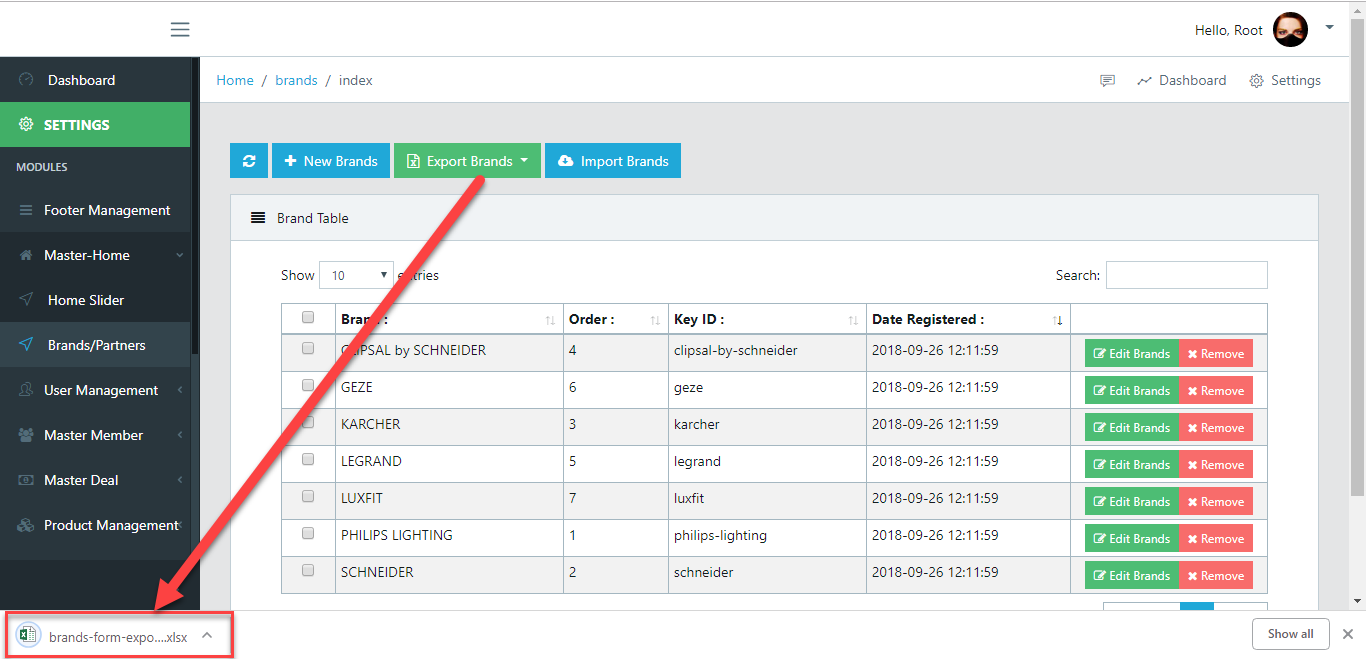 Hello, Root
Dashboard
Home / brands / index
Dashboard
Settings
SETTINGS
MODULES
Footer Management
Master-Home
Home Slider
Brands/Partners
User Management
Master Member
Master Deal
Product Management
New Brands
Export Brands
Import Brands
Brand Table
Show 10 entries
Search:
Brand : Order : Key ID : Date Registered :
CLIPSAL by SCHNEIDER 4 clipsal-by-schneider 2018-09-26 12:11:59 Edit Brands Remove
GEZE 6 geze 2018-09-26 12:11:59 Edit Brands Remove
KARCHER 3 karcher 2018-09-26 12:11:59 Edit Brands Remove
LEGRAND 5 legrand 2018-09-26 12:11:59 Edit Brands Remove
LUXFIT 7 luxfit 2018-09-26 12:11:59 Edit Brands Remove
PHILIPS LIGHTING 1 philips-lighting 2018-09-26 12:11:59 Edit Brands Remove
SCHNEIDER 2 schneider 2018-09-26 12:11:59 Edit Brands Remove
brands-form-expo....xlsx
Show all